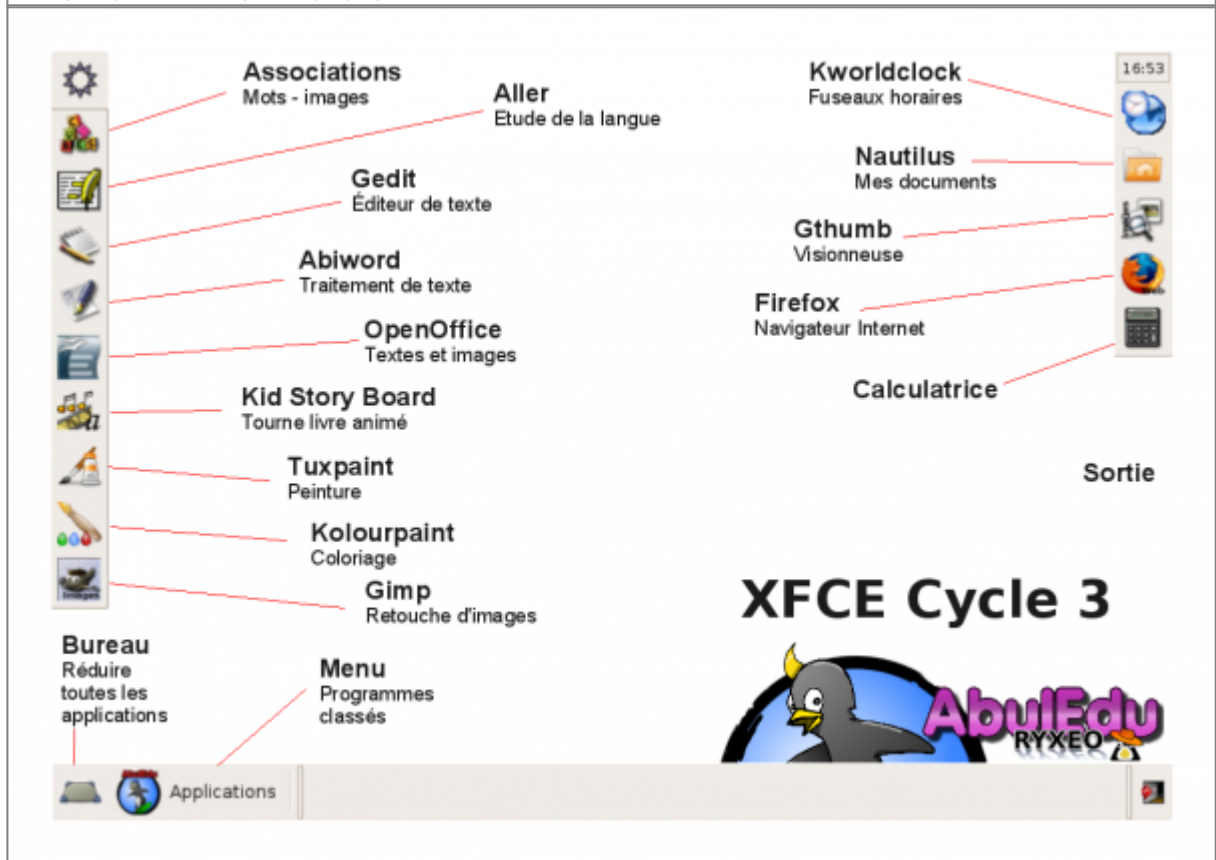 Associations
Mots - images
Aller
Etude de la langue
Gedit
Éditeur de texte
Abiword
Traitement de texte
OpenOffice
Textes et images
Kid Story Board
Tourne livre animé
Tuxpaint
Peinture
Kolourpaint
Coloriage
Gimp
Retouche d'images
Bureau
Réduire
toutes les
applications
Menu
Programmes
classés
16:53
Kworldclock
Fuseaux horaires
Nautilus
Mes documents
Gthumb
Visionneuse
Firefox
Navigateur Internet
Calculatrice
Sortie
XFCE Cycle 3
AbulEdu
RYXEO
Applications